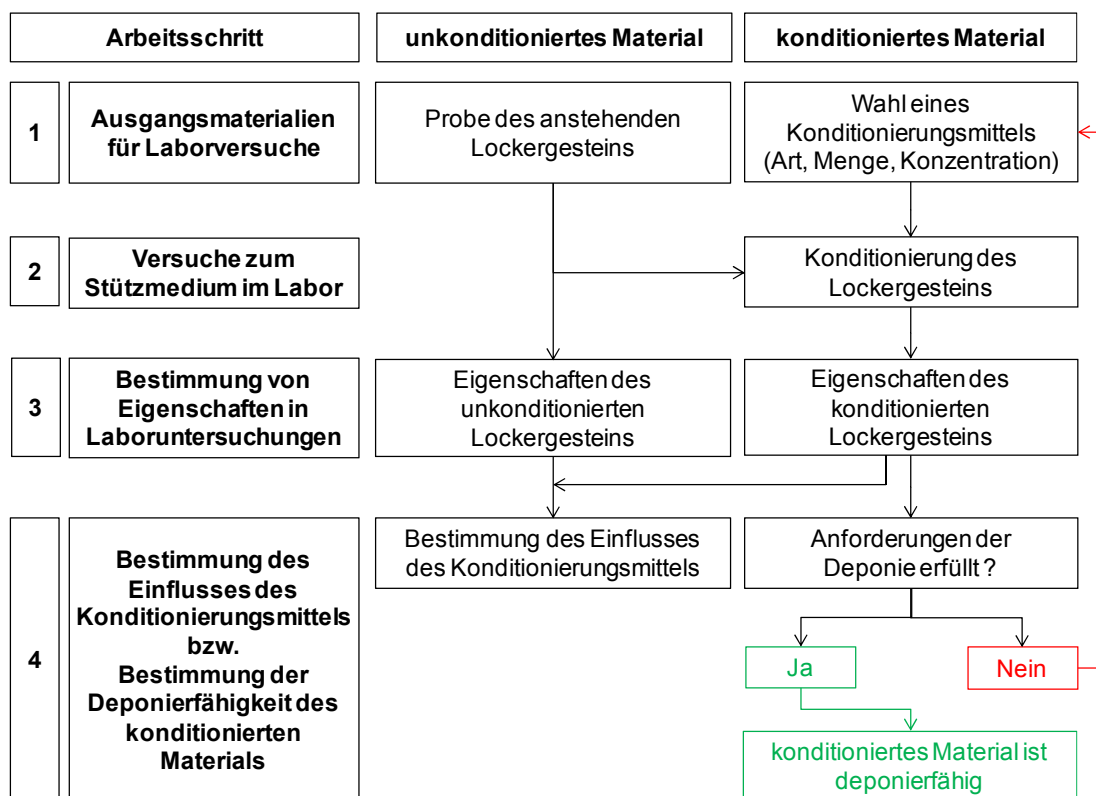 Arbeitsschritt
unkonditioniertes Material
konditioniertes Material
1
Ausgangsmaterialien
für Laborversuche
Probe des anstehenden
Lockergesteins
Wahl eines
Konditionierungsmittels
(Art, Menge, Konzentration)
2
Versuche zum
Stützmedium im Labor
Konditionierung des
Lockergesteins
3
Bestimmung von
Eigenschaften in
Laboruntersuchungen
Eigenschaften des
unkonditionierten
Lockergesteins
Eigenschaften des
konditionierten
Lockergesteins
4
Bestimmung des
Einflusses des
Konditionierungsmittels
bzw.
Bestimmung der
Deponierfähigkeit des
konditionierten
Materials
Bestimmung des Einflusses
des Konditionierungsmittels
Anforderungen der
Deponie erfüllt ?
Ja
Nein
konditioniertes Material ist
deponierfähig